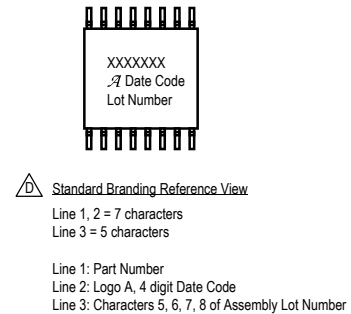 XXXXXXX
𝒜 Date Code
Lot Number
D Standard Branding Reference View
Line 1, 2 = 7 characters
Line 3 = 5 characters
Line 1: Part Number
Line 2: Logo A, 4 digit Date Code
Line 3: Characters 5, 6, 7, 8 of Assembly Lot Number